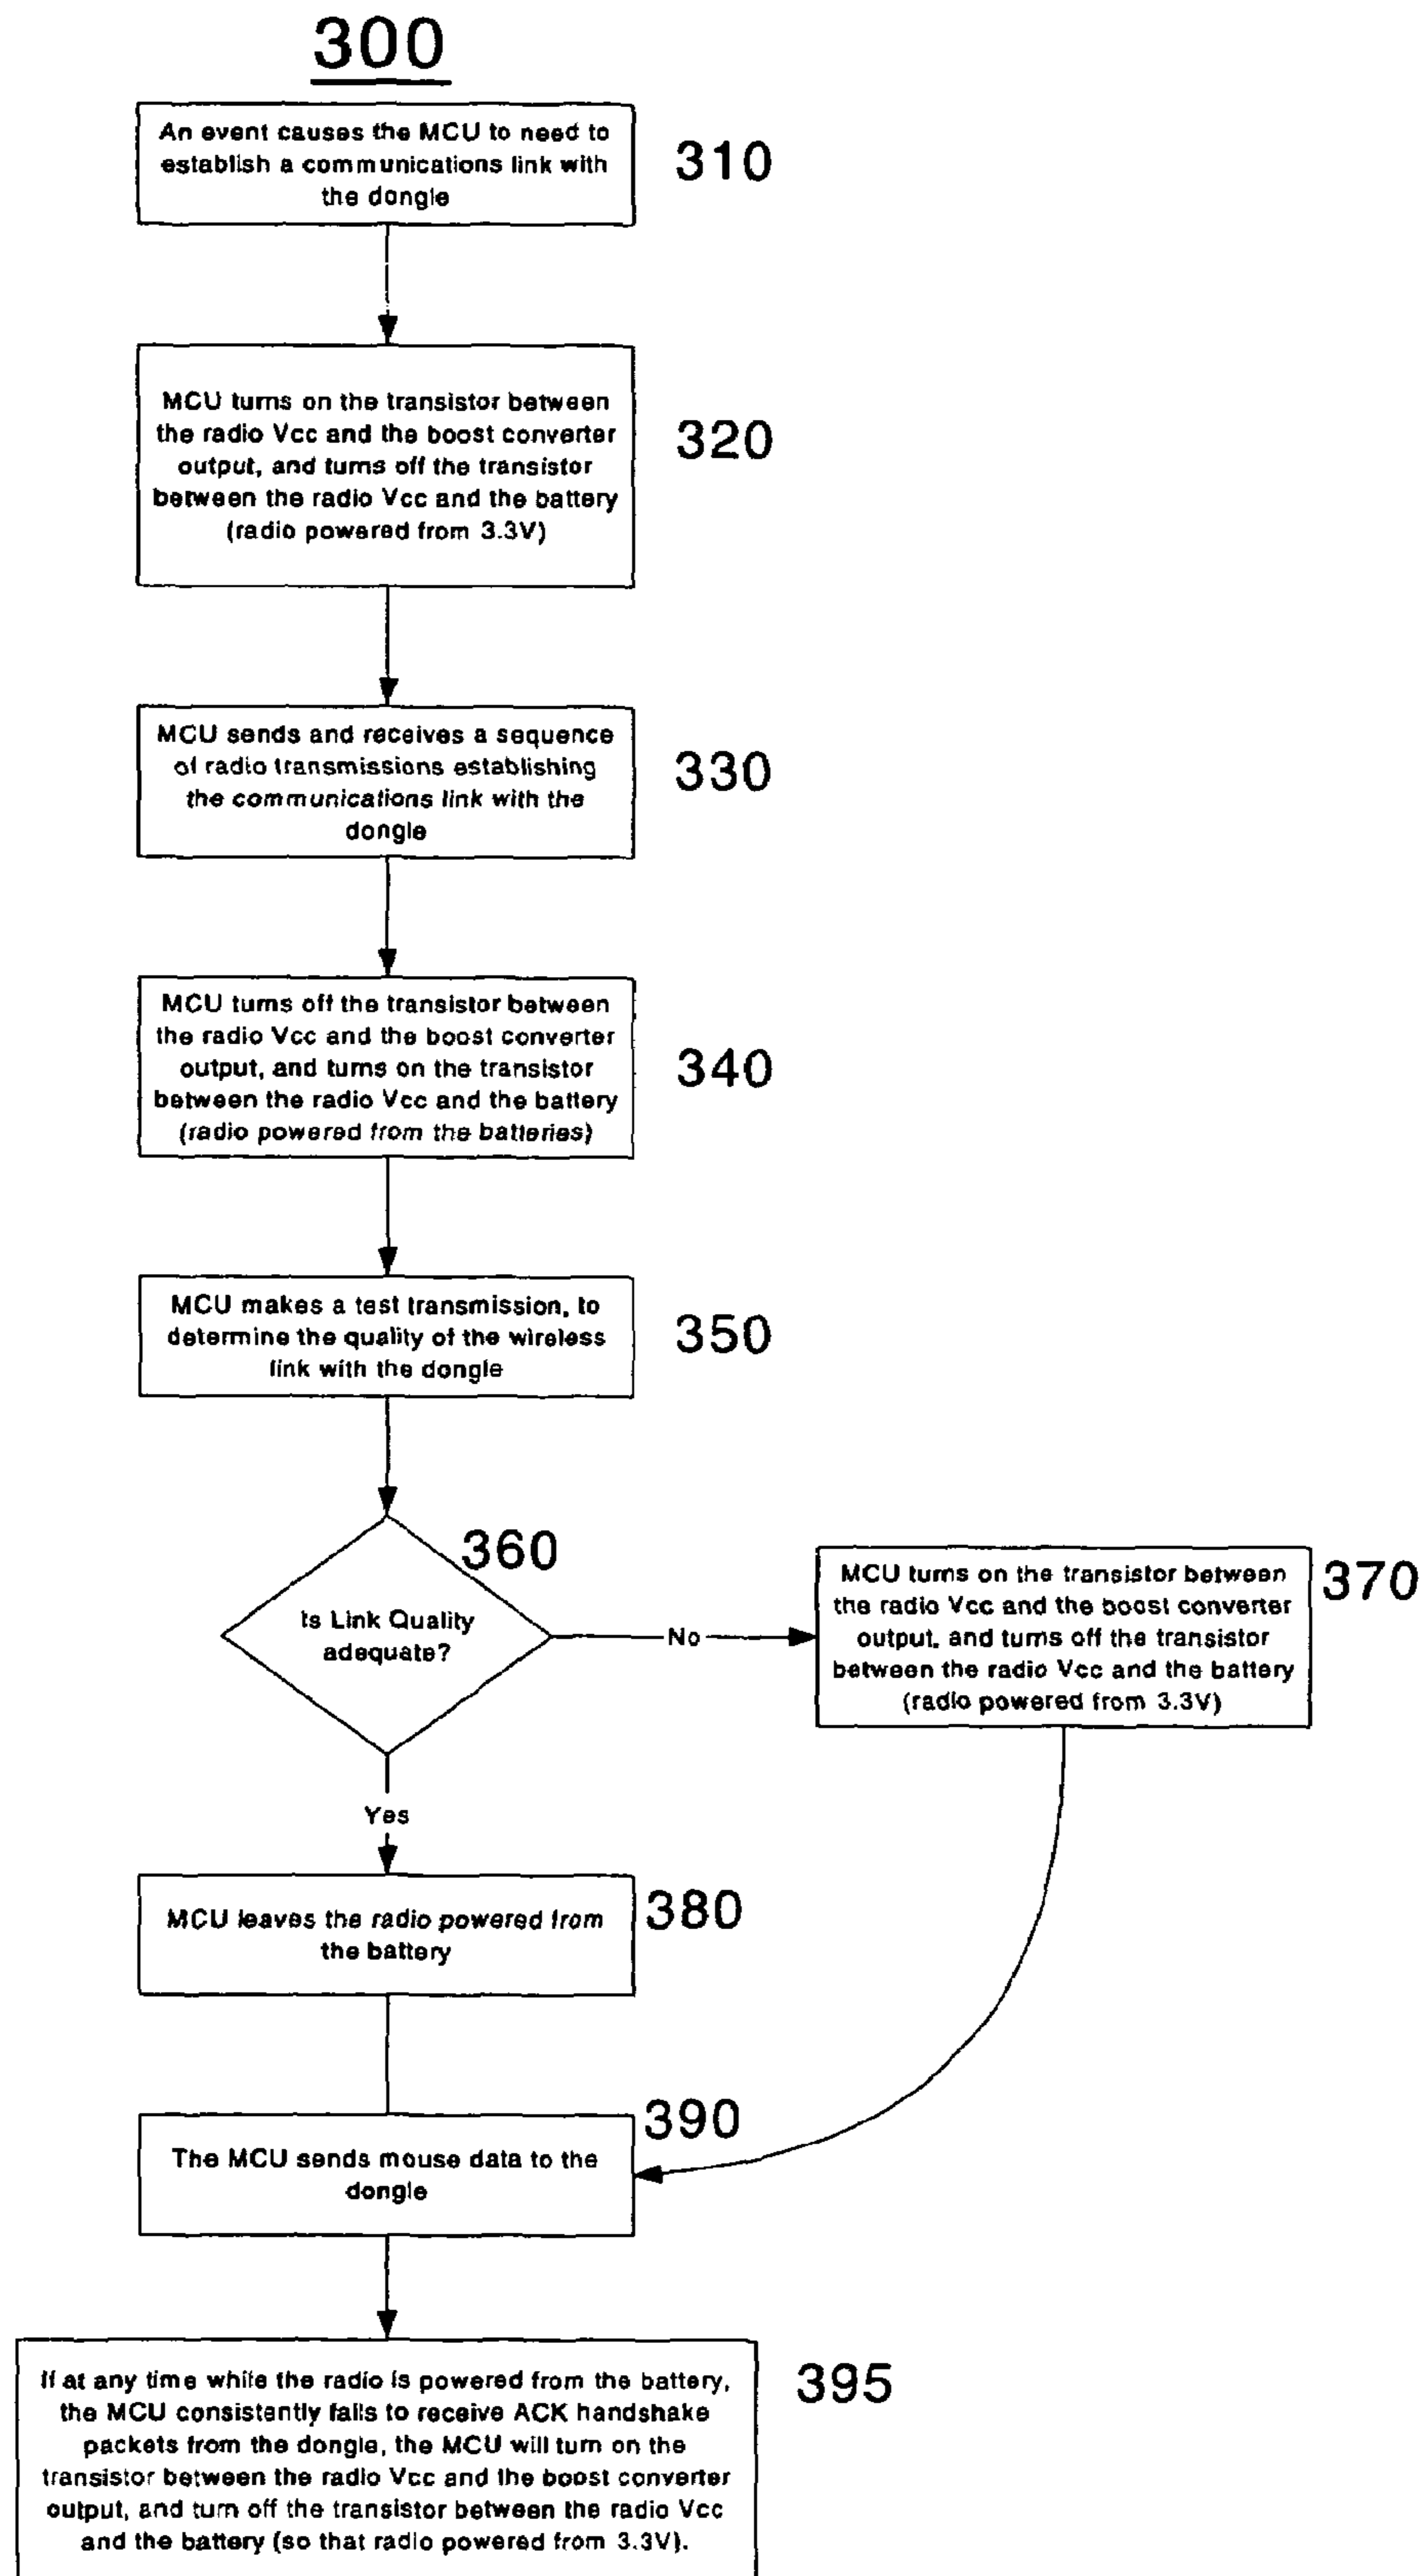 300
An event causes the MCU to need to
establish a communications link with
the dongle
310
MCU turns on the transistor between
the radio Vcc and the boost converter
output, and turns off the transistor
between the radio Vcc and the battery
(radio powered from 3.3V)
320
MCU sends and receives a sequence
of radio transmissions establishing
the communications link with the
dongle
330
MCU turns off the transistor between
the radio Vcc and the boost converter
output, and turns on the transistor
between the radio Vcc and the battery
(radio powered from the batteries)
340
MCU makes a test transmission, to
determine the quality of the wireless
link with the dongle
350
360
Is Link Quality
adequate?
No
MCU turns on the transistor between
the radio Vcc and the boost converter
output, and turns off the transistor
between the radio Vcc and the battery
(radio powered from 3.3V)
370
Yes
MCU leaves the radio powered from
the battery
380
The MCU sends mouse data to the
dongle
390
If at any time while the radio is powered from the battery,
the MCU consistently fails to receive ACK handshake
packets from the dongle, the MCU will turn on the
transistor between the radio Vcc and the boost converter
output, and turn off the transistor between the radio Vcc
and the battery (so that radio powered from 3.3V).
395